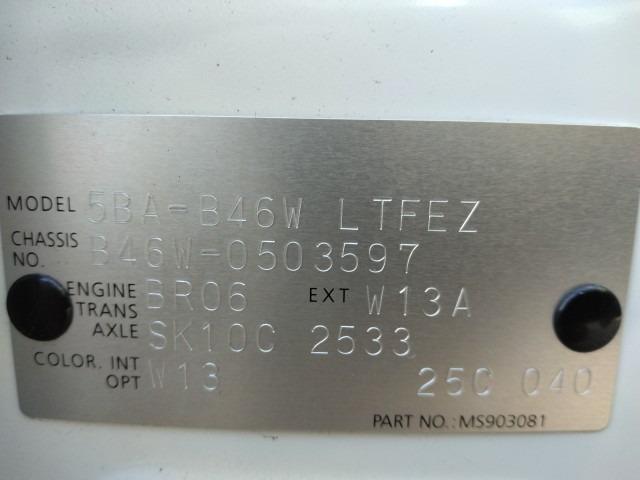 MODEL 5BA-B46W LTFEZ
CHASSIS NO. B46W-0503597
ENGINE BR06 EXT W13A
TRANS AXLE SK10C 2533
COLOR. INT OPT W13 25C 040
PART NO.: MS903081